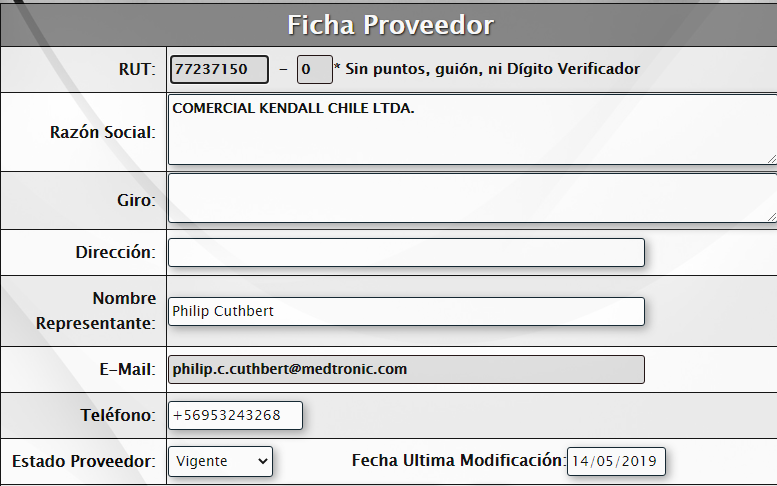 Ficha Proveedor
RUT: 77237150 - 0 * Sin puntos, guión, ni Dígito Verificador
Razón Social: COMERCIAL KENDALL CHILE LTDA.
Giro:
Dirección:
Nombre
Representante: Philip Cuthbert
E-Mail: philip.c.cuthbert@medtronic.com
Teléfono: +56953243268
Estado Proveedor: Vigente Fecha Ultima Modificación: 14/05/2019